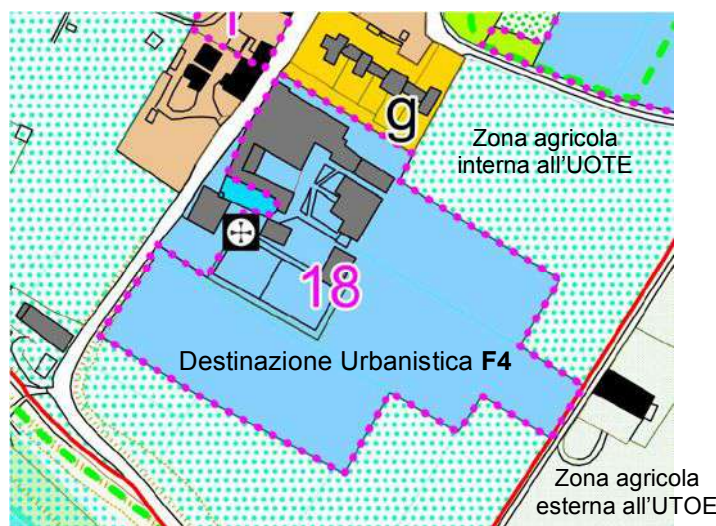 g
Zona agricola
interna all'UOTE
18
Destinazione Urbanistica F4
Zona agricola
esterna all'UTOE